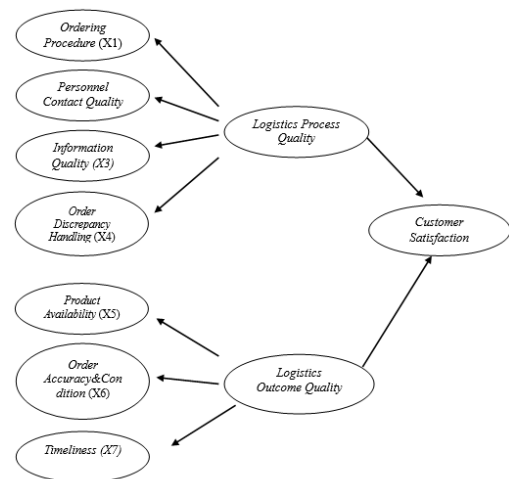 Ordering
Procedure (X1)
Personnel
Contact Quality
Information
Quality (X3)
Order
Discrepancy
Handling (X4)
Product
Availability (X5)
Order
Accuracy&Con
dition (X6)
Timeliness (X7)
Logistics Process
Quality
Logistics
Outcome Quality
Customer
Satisfaction